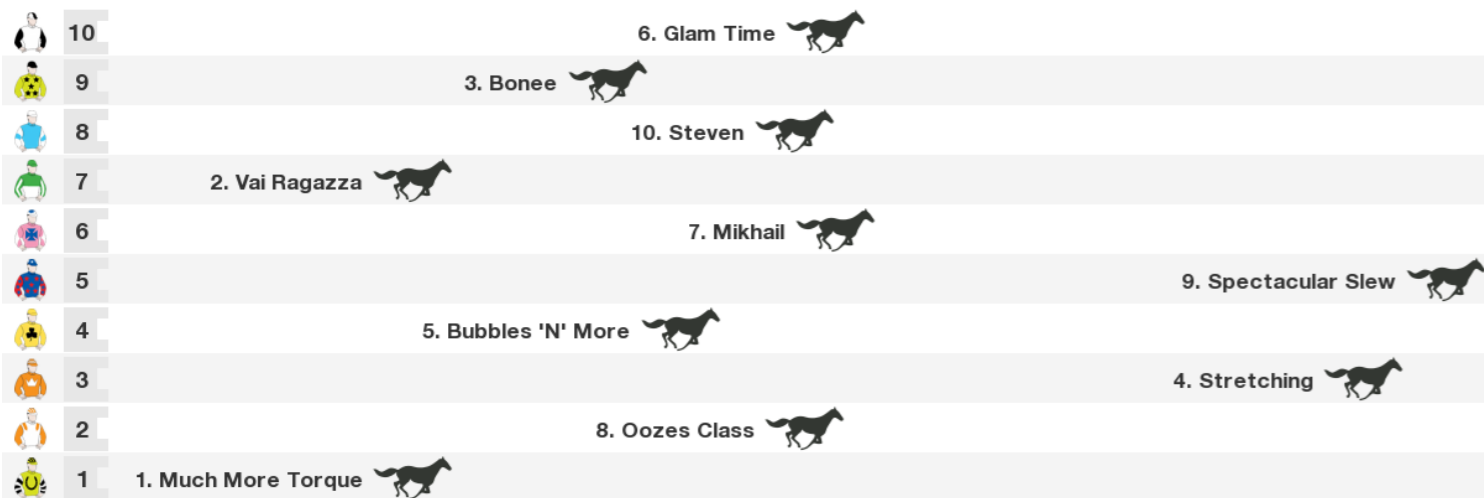 10 6. Glam Time
9 3. Bonee
8 10. Steven
7 2. Vai Ragazza
6 7. Mikhail
5 9. Spectacular Slew
4 5. Bubbles 'N' More
3 4. Stretching
2 8. Oozes Class
1 1. Much More Torque